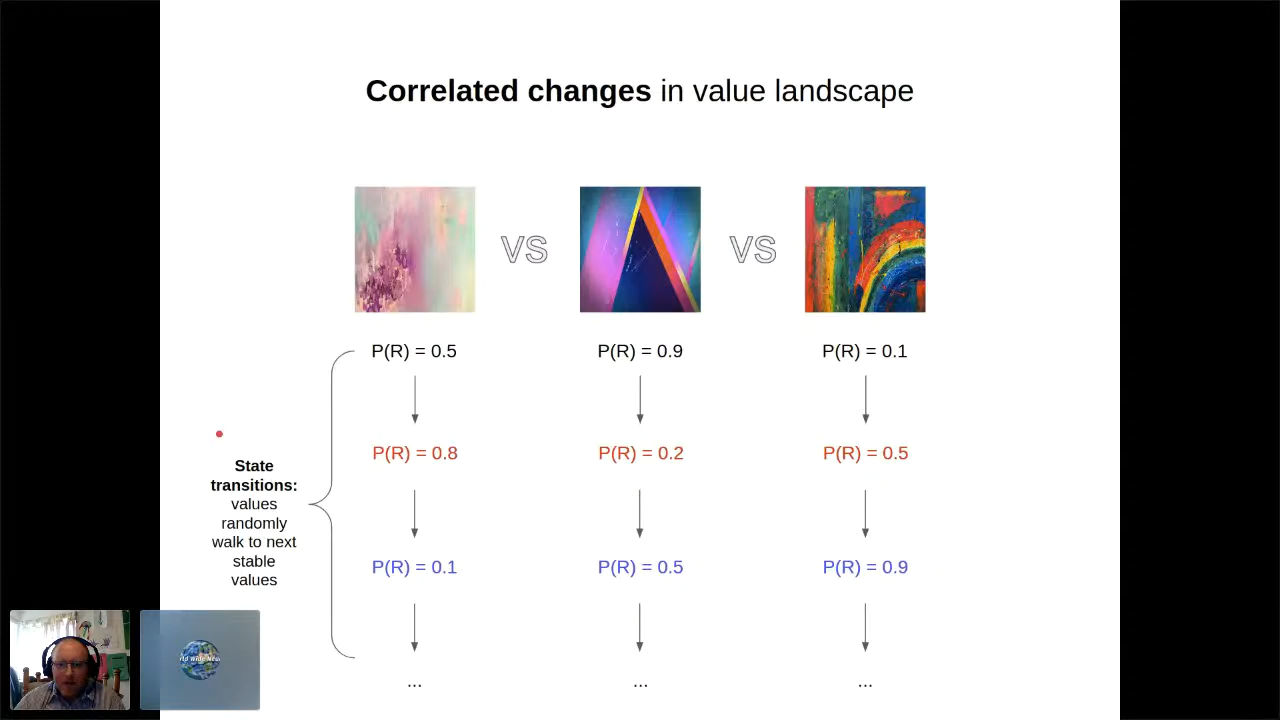 Correlated changes in value landscape
VS
VS
P(R) = 0.5
P(R) = 0.9
P(R) = 0.1
P(R) = 0.8
P(R) = 0.2
P(R) = 0.5
State
transitions:
values
randomly
walk to next
stable
values
P(R) = 0.1
P(R) = 0.5
P(R) = 0.9
...
...
...